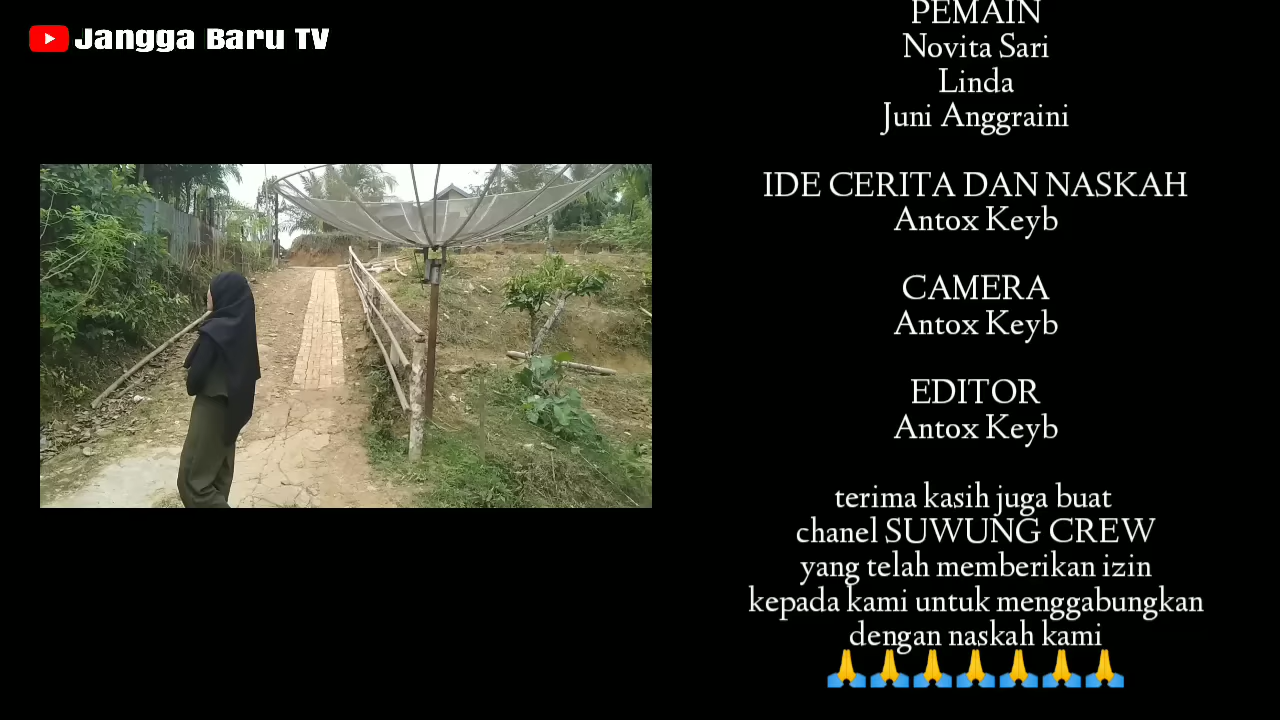 Jangga Baru TV
PEMAIN
Novita Sari
Linda
Juni Anggraini
IDE CERITA DAN NASKAH
Antox Keyb
CAMERA
Antox Keyb
EDITOR
Antox Keyb
terima kasih juga buat
chanel SUWUNG CREW
yang telah memberikan izin
kepada kami untuk menggabungkan
dengan naskah kami
🙏🙏🙏🙏🙏🙏🙏